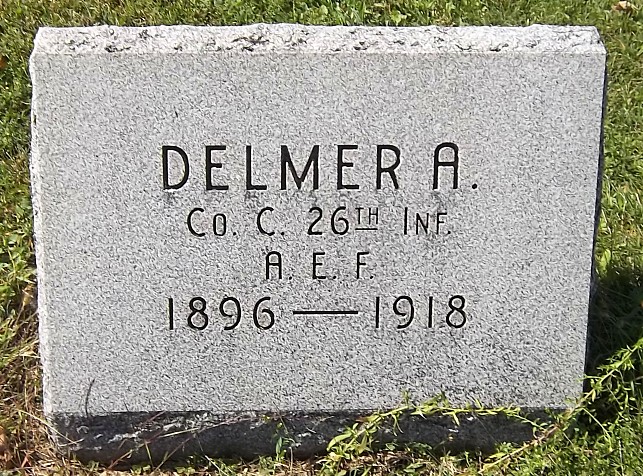 DELMER A.
CO. C. 26TH INF.
A. E. F.
1896 — 1918